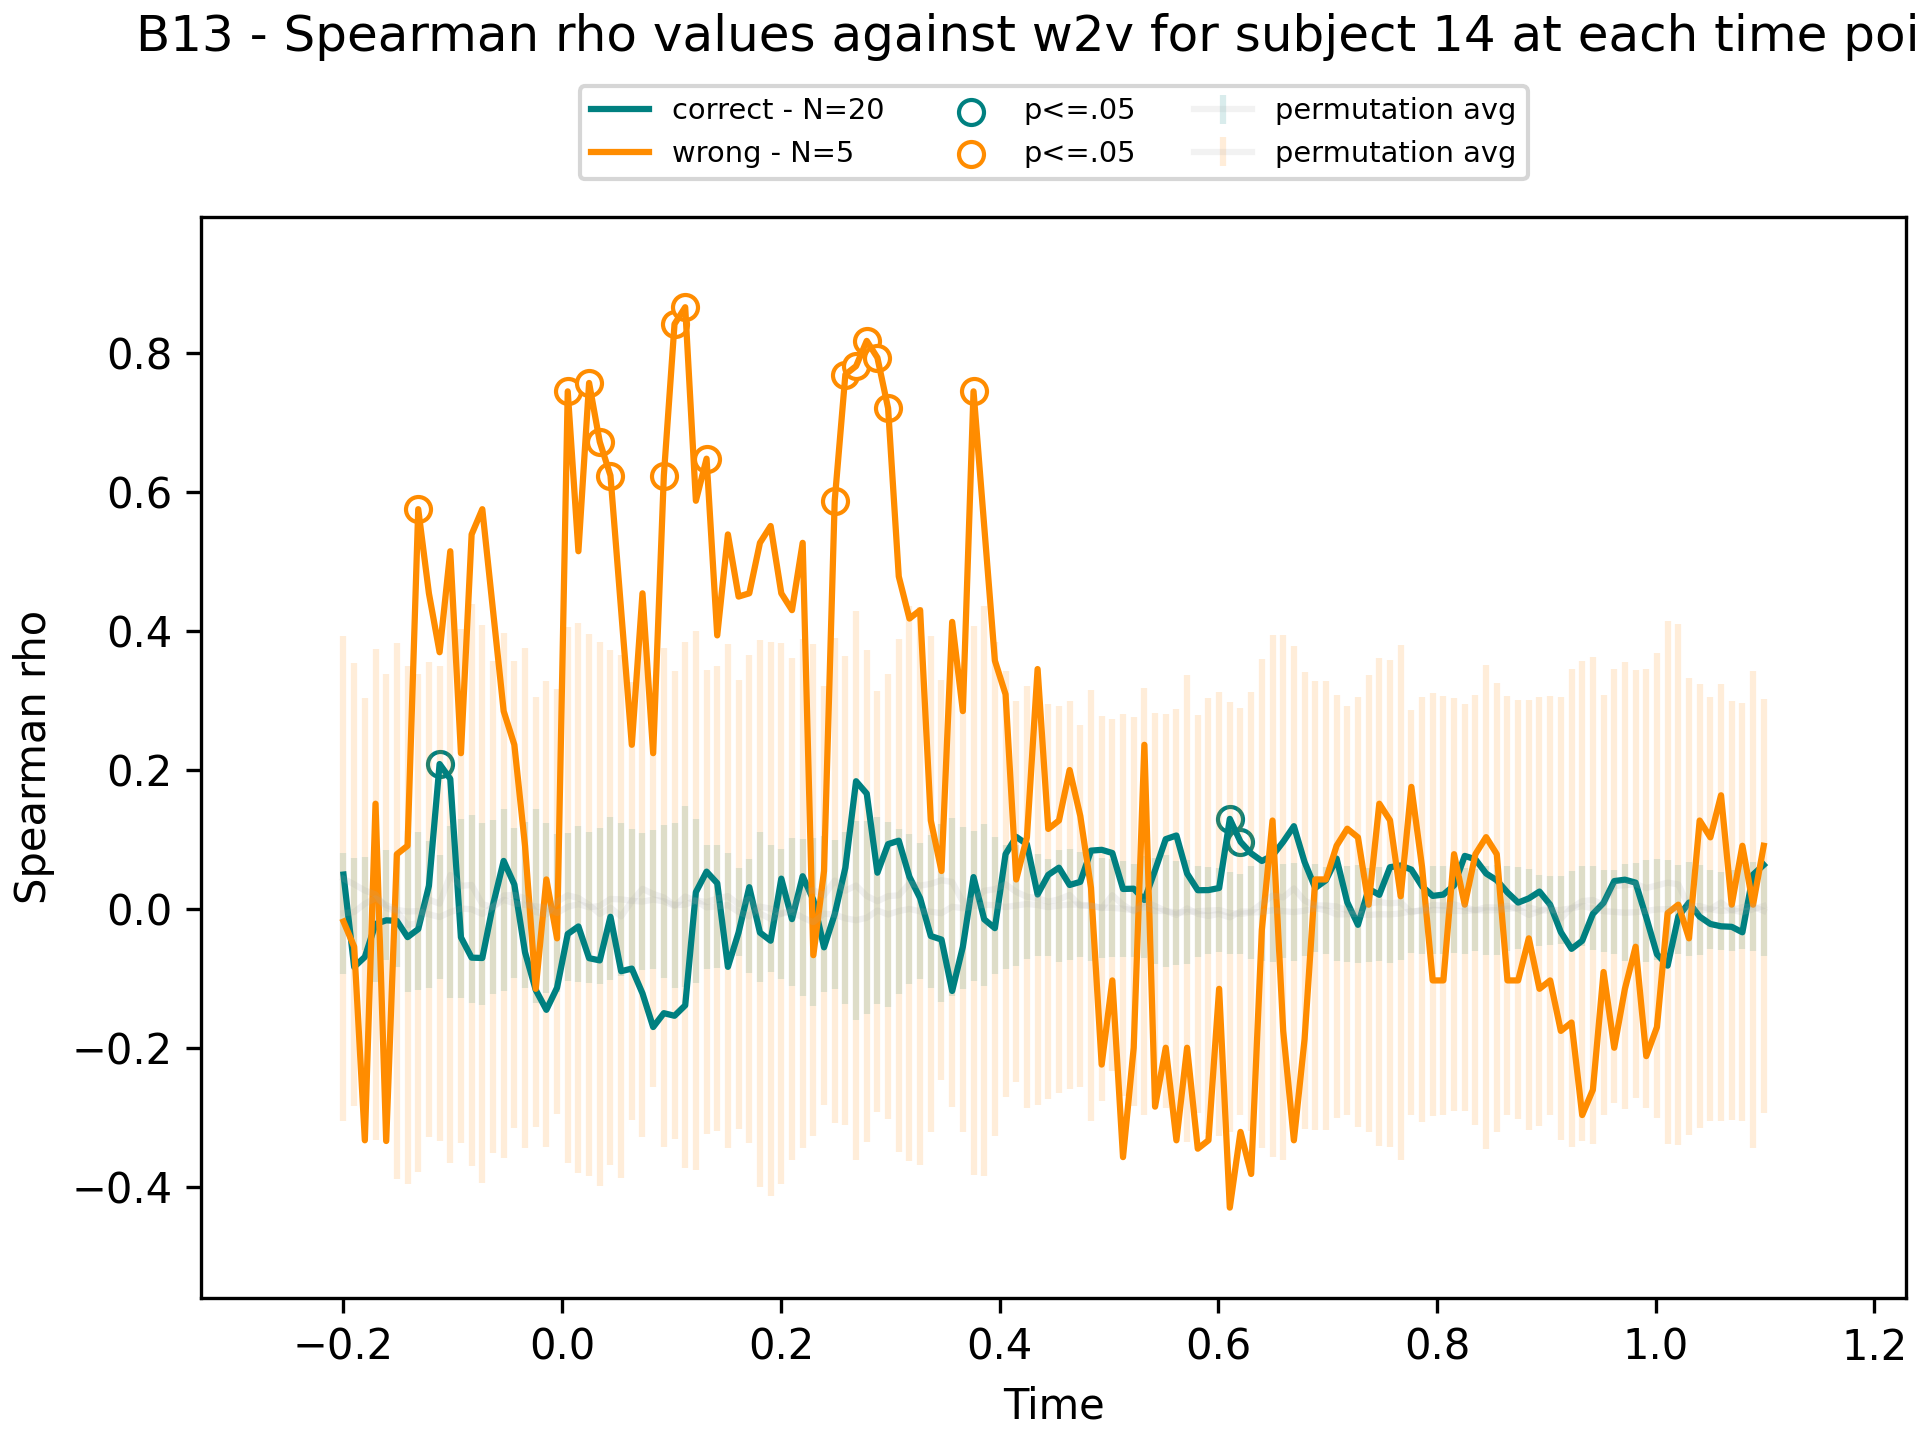 B13 - Spearman rho values against w2v for subject 14 at each time poi
correct - N=20
wrong - N=5
p<=.05
p<=.05
permutation avg
permutation avg
Spearman rho
0.8
0.6
0.4
0.2
0.0
−0.2
−0.4
−0.2 0.0 0.2 0.4 0.6 0.8 1.0 1.2
Time